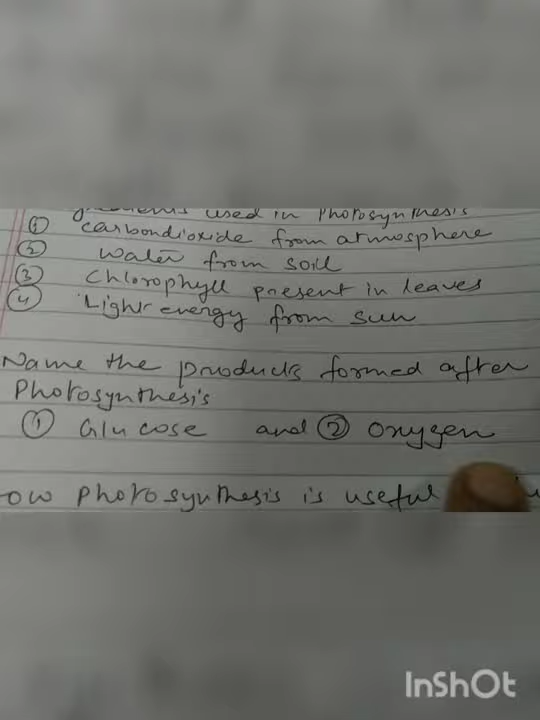 used in Photosynthesis
① carbondioxide from atmosphere
② water from soil
③ chlorophyll present in leaves
④ Light energy from sun
Name the products formed after
Photosynthesis
① Glucose and ② Oxygen
Photosynthesis is useful
InShOt